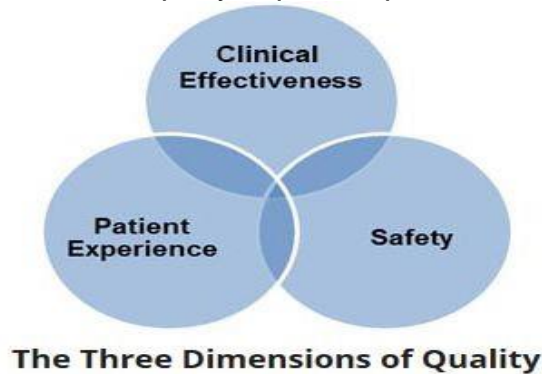 Clinical
Effectiveness
Patient
Experience
Safety
The Three Dimensions of Quality